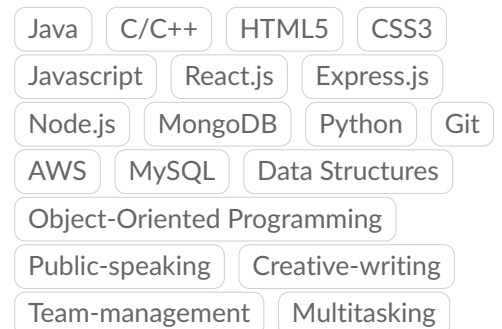 Java C/C++ HTML5 CSS3
Javascript React.js Express.js
Node.js MongoDB Python Git
AWS MySQL Data Structures
Object-Oriented Programming
Public-speaking Creative-writing
Team-management Multitasking